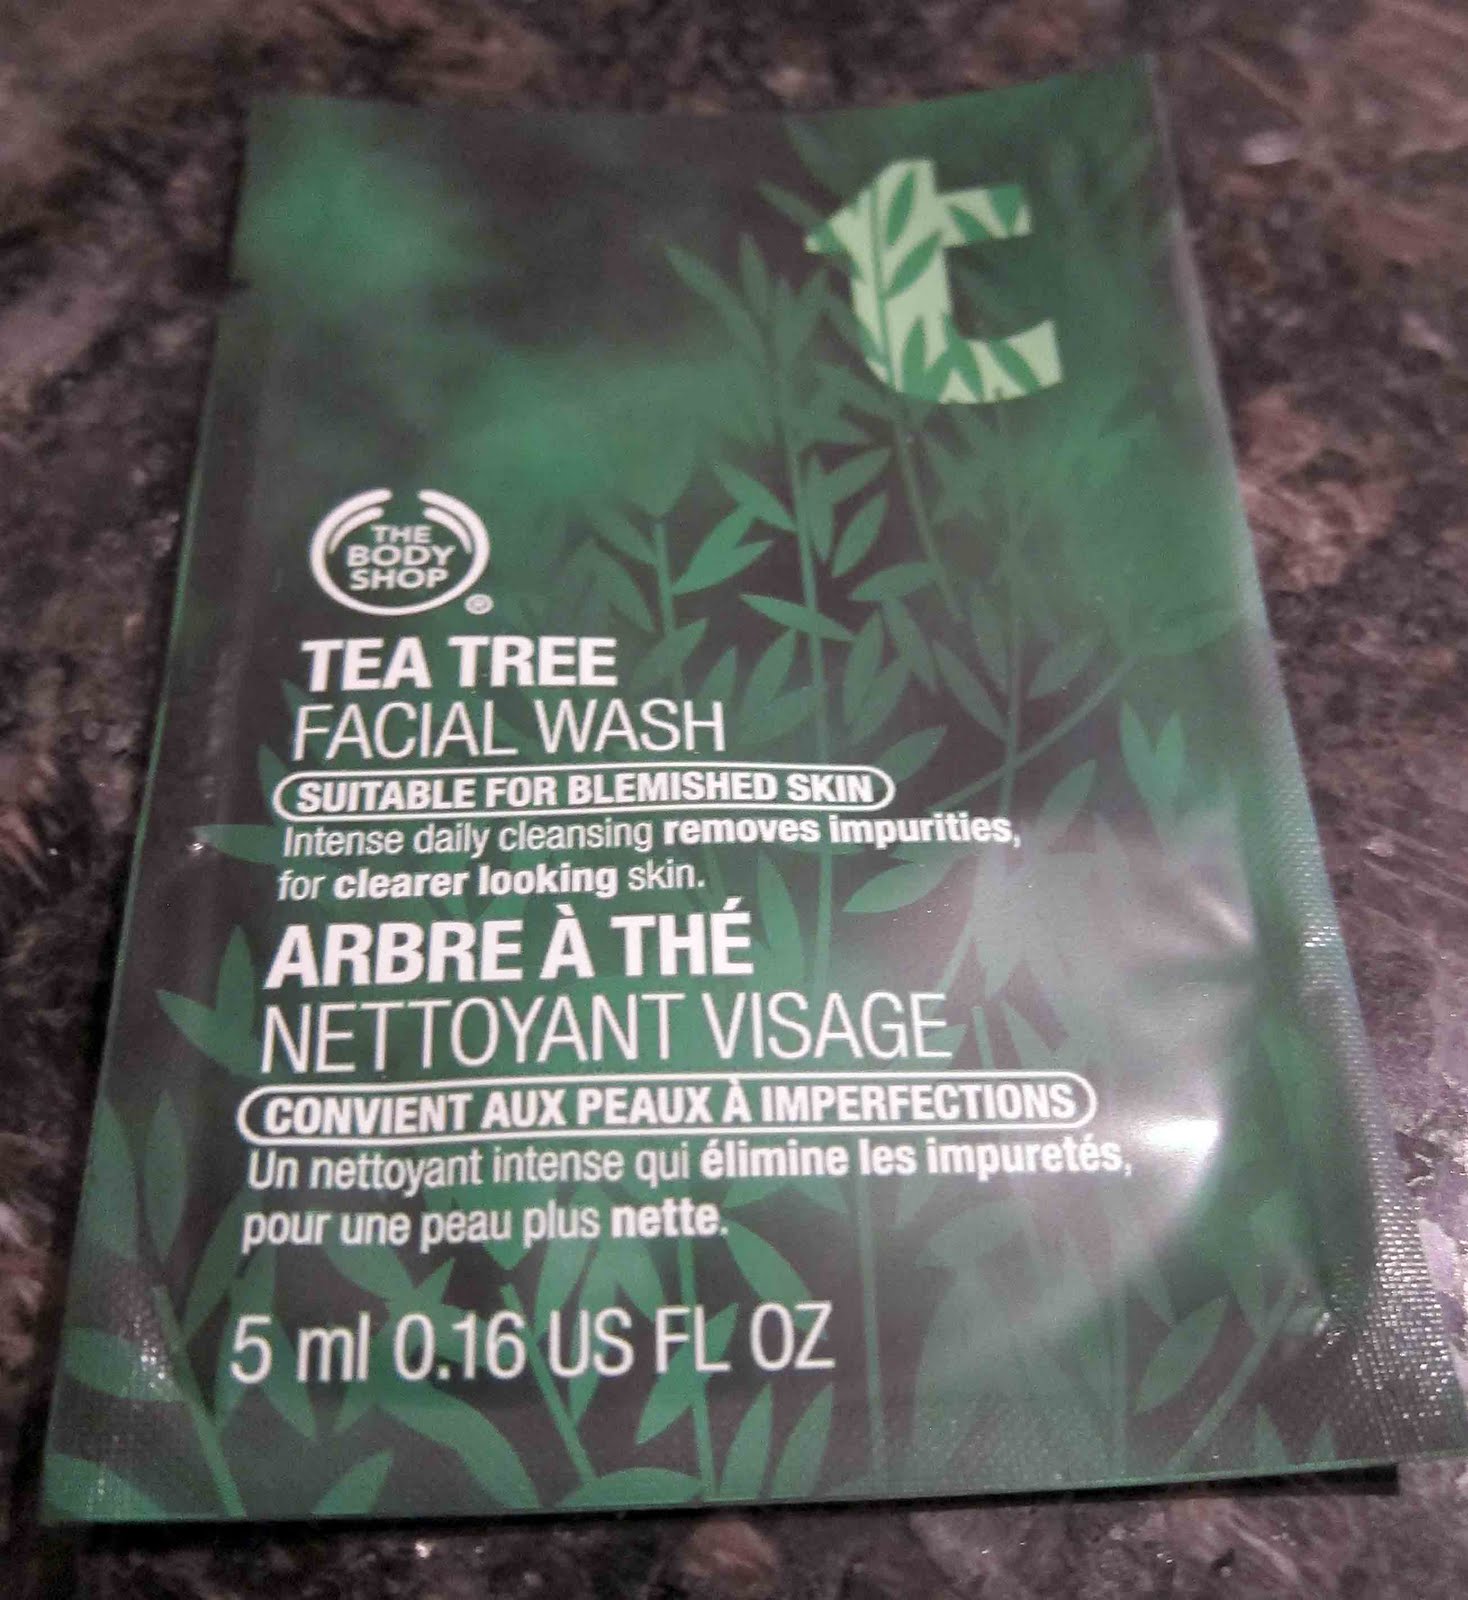 t
THE
BODY
SHOP
®
TEA TREE
FACIAL WASH
SUITABLE FOR BLEMISHED SKIN
Intense daily cleansing removes impurities,
for clearer looking skin.
ARBRE À THÉ
NETTOYANT VISAGE
CONVIENT AUX PEAUX À IMPERFECTIONS
Un nettoyant intense qui élimine les impuretés,
pour une peau plus nette.
5 ml 0.16 US FL OZ